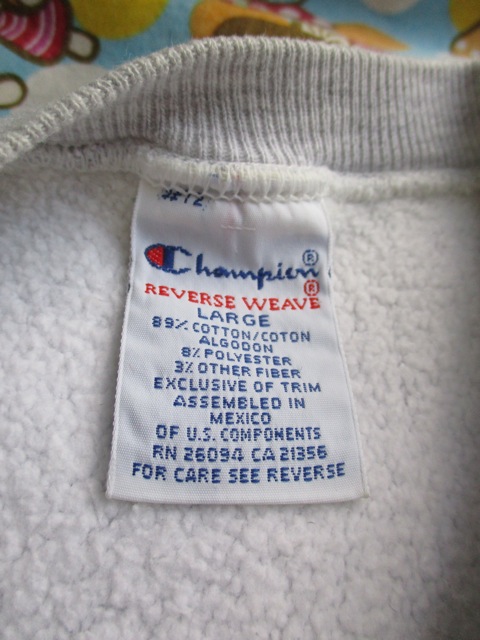 #12
Champion®
REVERSE WEAVE®
LARGE
89% COTTON/COTON
ALGODON
8% POLYESTER
3% OTHER FIBER
EXCLUSIVE OF TRIM
ASSEMBLED IN
MEXICO
OF U.S. COMPONENTS
RN 26094 CA 21356
FOR CARE SEE REVERSE